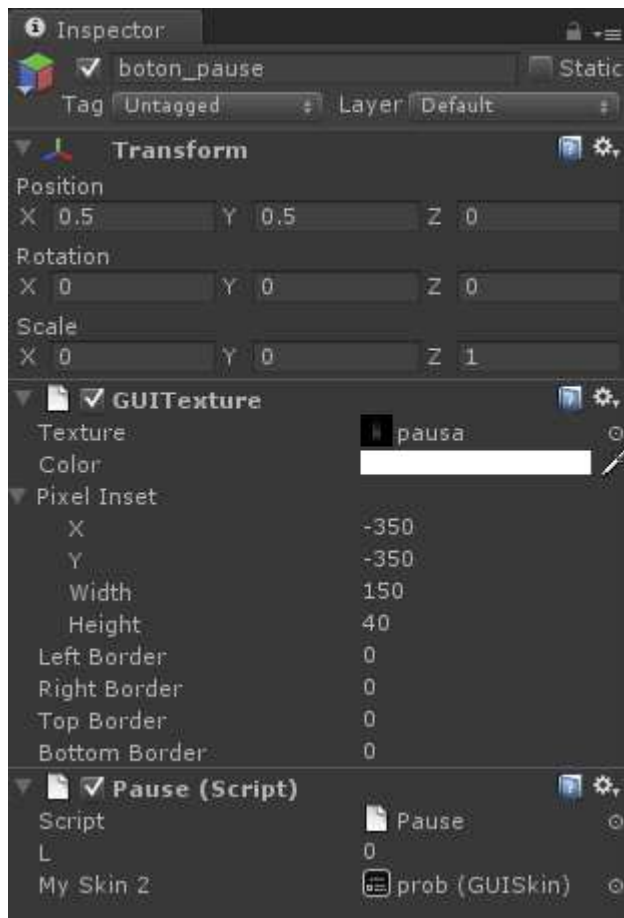 Inspector
boton_pause Static
Tag Untagged Layer Default
Transform
Position
X 0.5 Y 0.5 Z 0
Rotation
X 0 Y 0 Z 0
Scale
X 0 Y 0 Z 1
GUITexture
Texture pausa
Color
Pixel Inset
X -350
Y -350
Width 150
Height 40
Left Border 0
Right Border 0
Top Border 0
Bottom Border 0
Pause (Script)
Script Pause
L 0
My Skin 2 prob (GUISkin)